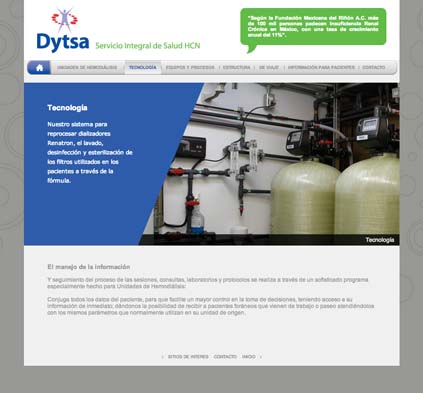 "Según la Fundación Mexicana del Riñón A.C. más
de 100 mil personas padecen Insuficiencia Renal
Crónica en México, con una tasa de crecimiento
anual del 11%".
Dytsa Servicio Integral de Salud HCN
UNIDADES DE HEMODIÁLISIS | TECNOLOGÍA | EQUIPOS Y PROCESOS | ESTRUCTURA | DE VIAJE | INFORMACIÓN PARA PACIENTES | CONTACTO
Tecnología
Nuestro sistema para
reprocesar dializadores
Renatron, el lavado,
desinfección y esterilización de
los filtros utilizados en los
pacientes a través de la
fórmula.
Tecnología
El manejo de la información
Y seguimiento del proceso de las sesiones, consultas, laboratorios y protocolos se realiza a través de un sofisticado programa
especialmente hecho para Unidades de Hemodiálisis:
Conjuga todos los datos del paciente, para que facilite un mayor control en la toma de decisiones, teniendo acceso a su
información de inmediato, dándonos la posibilidad de recibir a pacientes foráneos que vienen de trabajo o paseo atendiéndolos
con los mismos parámetros que normalmente utilizan en su unidad de origen.
| SITIOS DE INTERES CONTACTO INICIO |